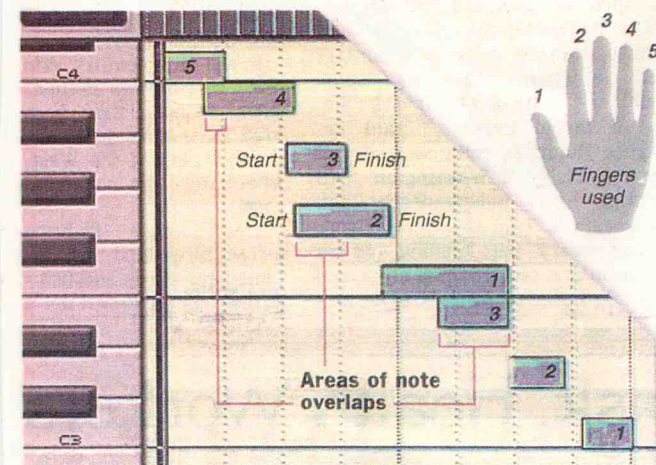 3
2 4
5
1
C4
5
4
Start 3 Finish
Fingers
used
Start 2 Finish
1
3
Areas of note
overlaps
2
C3
1